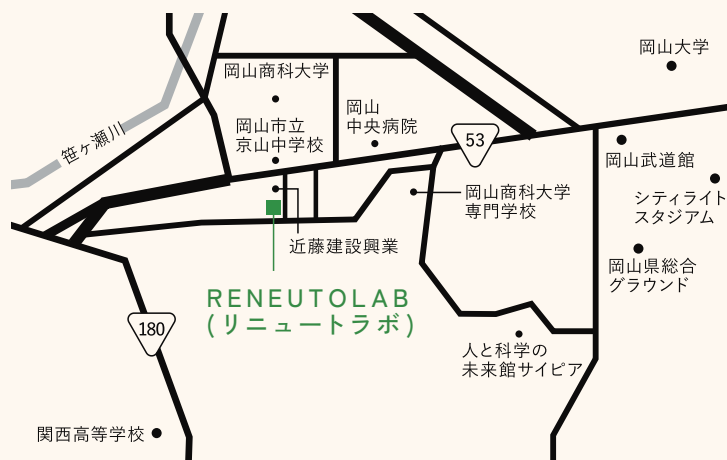 岡山大学
岡山商科大学
岡山
中央病院
岡山市立
京山中学校
笹ヶ瀬川
53
岡山武道館
シティライト
スタジアム
岡山商科大学
専門学校
近藤建設興業
岡山県総合
グラウンド
RENEUTOLAB
(リニュートラボ)
180
人と科学の
未来館サイピア
関西高等学校